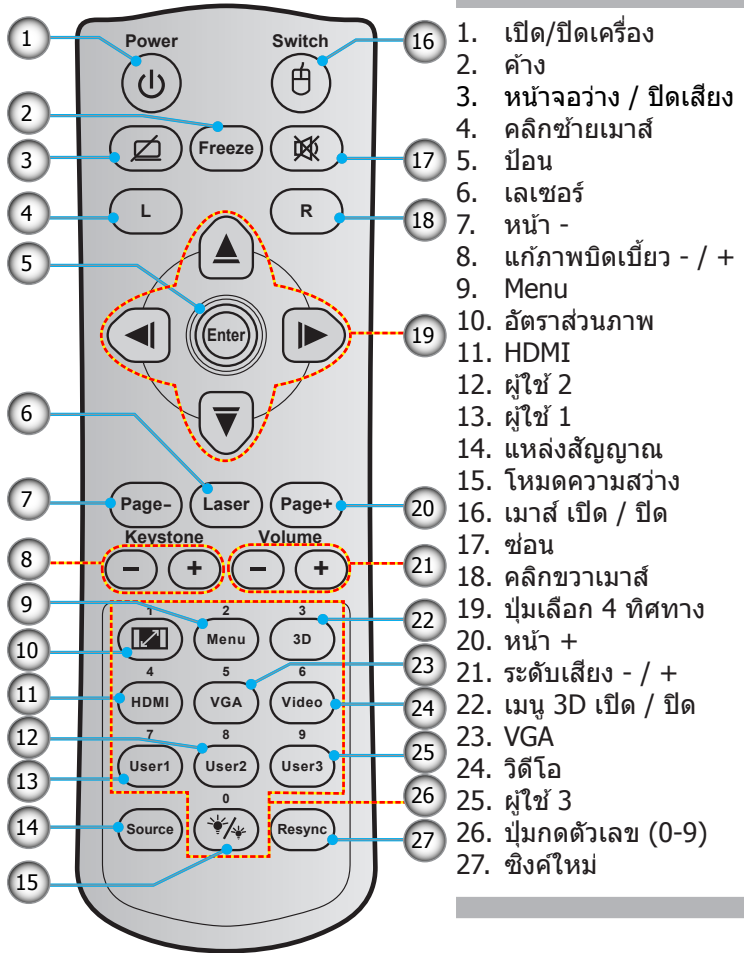 Power
Switch
1
16
2
Freeze
3
17
4
L
R
18
5
Enter
19
6
7
Page-
Laser
Page+
20
Keystone
Volume
8
−
+
−
+
21
9
1
2
3
22
10
Menu
3D
4
5
6
23
11
HDMI
VGA
Video
24
12
7
8
9
25
13
User1
User2
User3
0
26
14
Source
Resync
27
15
1. เปิด/ปิดเครื่อง
2. ค้าง
3. หน้าจอว่าง / ปิดเสียง
4. คลิกซ้ายเมาส์
5. ป้อน
6. เลเซอร์
7. หน้า -
8. แก้ภาพบิดเบี้ยว - / +
9. Menu
10. อัตราส่วนภาพ
11. HDMI
12. ผู้ใช้ 2
13. ผู้ใช้ 1
14. แหล่งสัญญาณ
15. โหมดความสว่าง
16. เมาส์ เปิด / ปิด
17. ซ่อน
18. คลิกขวาเมาส์
19. ปุ่มเลือก 4 ทิศทาง
20. หน้า +
21. ระดับเสียง - / +
22. เมนู 3D เปิด / ปิด
23. VGA
24. วิดีโอ
25. ผู้ใช้ 3
26. ปุ่มกดตัวเลข (0-9)
27. ซิงค์ใหม่